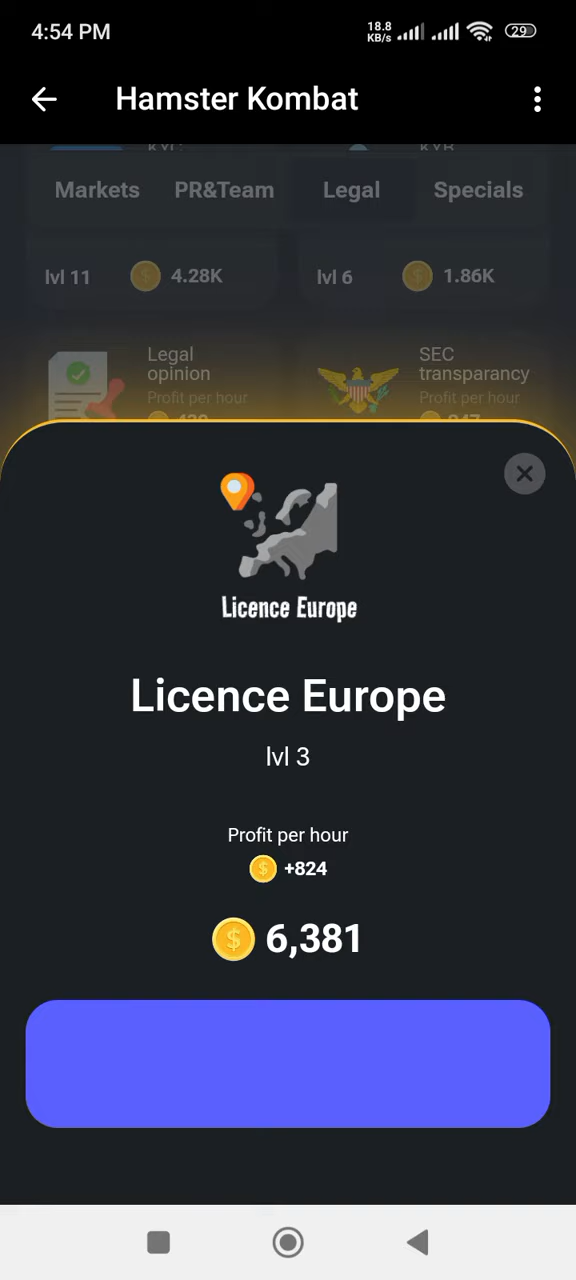 4:54 PM
18.8
KB/s
29
Hamster Kombat
Markets PR&Team Legal Specials
lvl 11 4.28K lvl 6 1.86K
Legal
opinion
Profit per hour
SEC
transparancy
Profit per hour
Licence Europe
Licence Europe
lvl 3
Profit per hour
+824
6,381